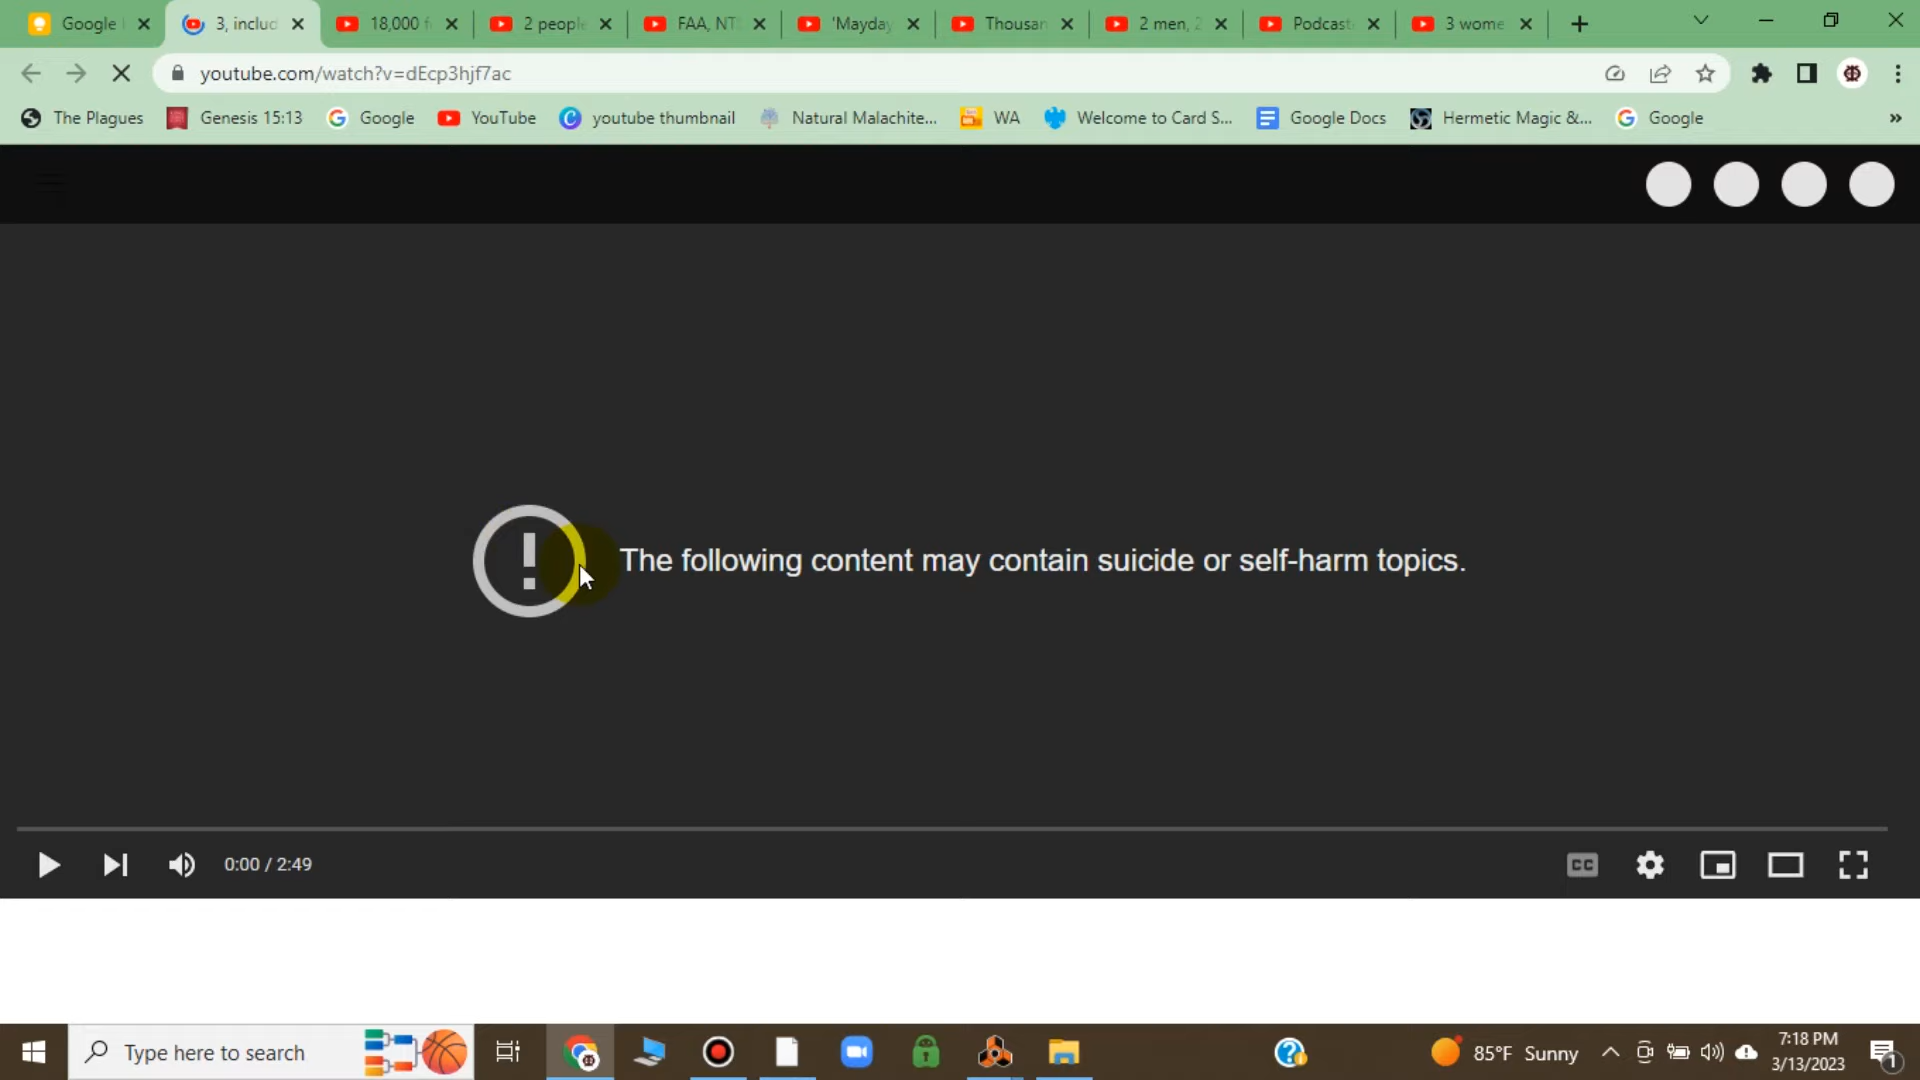 Google
3, includ
18,000
2 people
FAA, NT
'Mayday
Thousan
2 men, 2
Podcast
3 wome
youtube.com/watch?v=dEcp3hjf7ac
The Plagues
Genesis 15:13
Google
YouTube
youtube thumbnail
Natural Malachite...
WA
Welcome to Card S...
Google Docs
Hermetic Magic &...
Google
»
The following content may contain suicide or self-harm topics.
0:00 / 2:49
CC
Type here to search
85°F Sunny
7:18 PM
3/13/2023
1